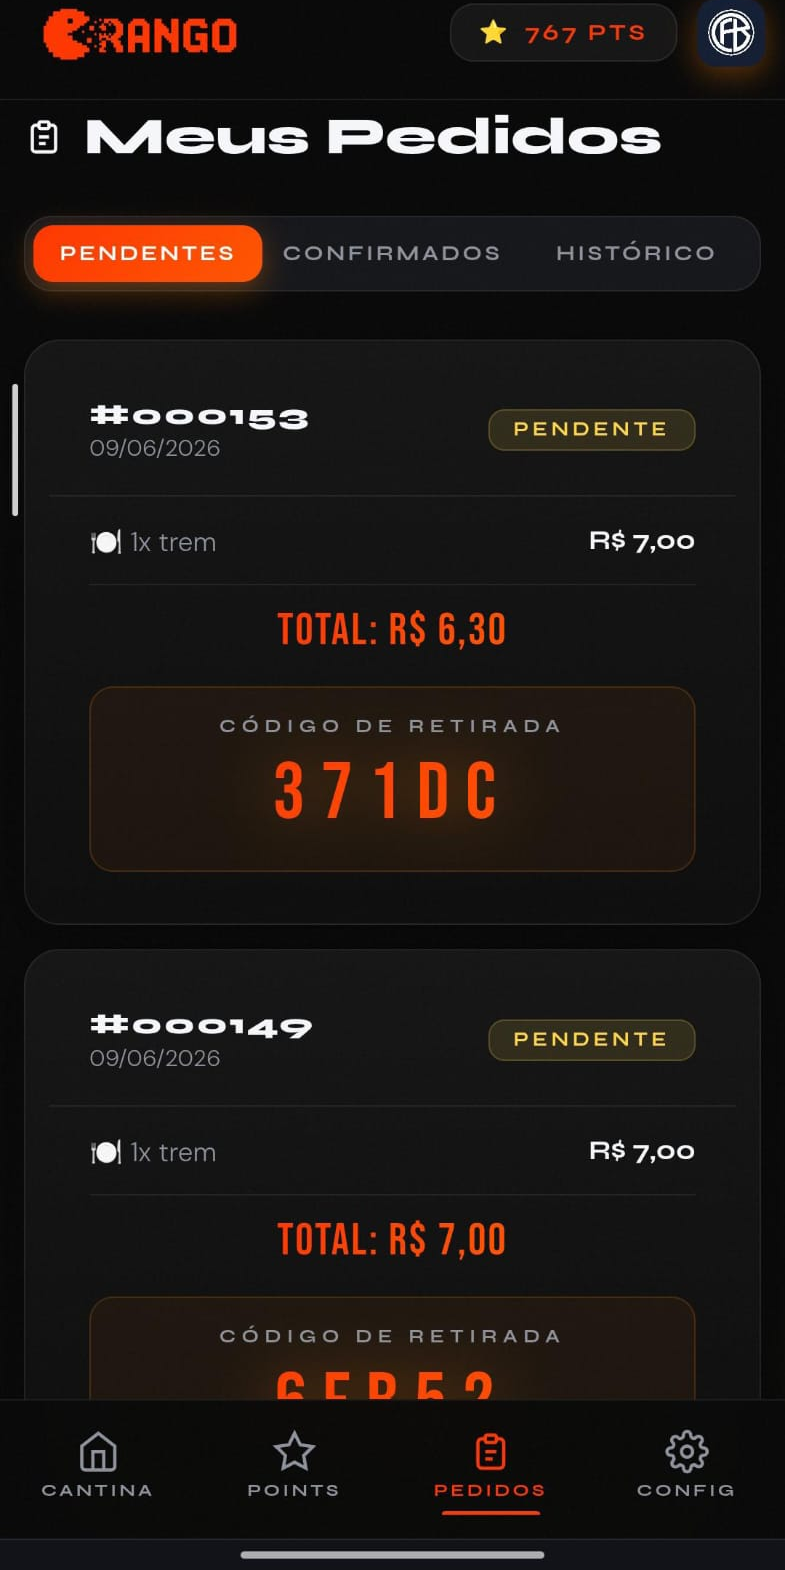 RANGO
767 PTS
Meus Pedidos
PENDENTES
CONFIRMADOS
HISTÓRICO
#000153
PENDENTE
09/06/2026
1x trem
R$ 7,00
TOTAL: R$ 6,30
CÓDIGO DE RETIRADA
371DC
#000149
PENDENTE
09/06/2026
1x trem
R$ 7,00
TOTAL: R$ 7,00
CÓDIGO DE RETIRADA
CANTINA
POINTS
PEDIDOS
CONFIG